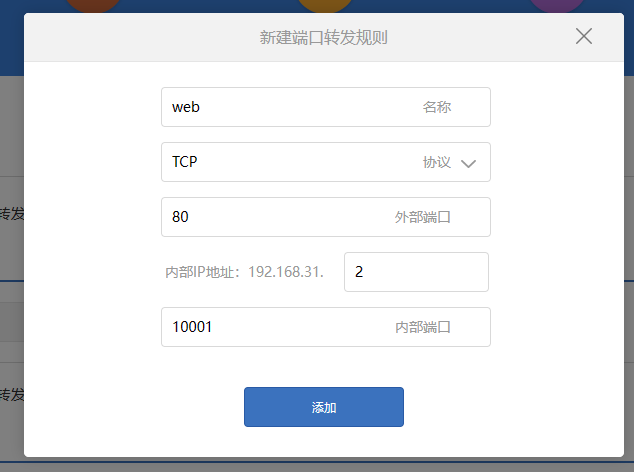 新建端口转发规则
web 名称
TCP 协议
80 外部端口
转发
内部IP地址：192.168.31. 2
10001 内部端口
转发
添加